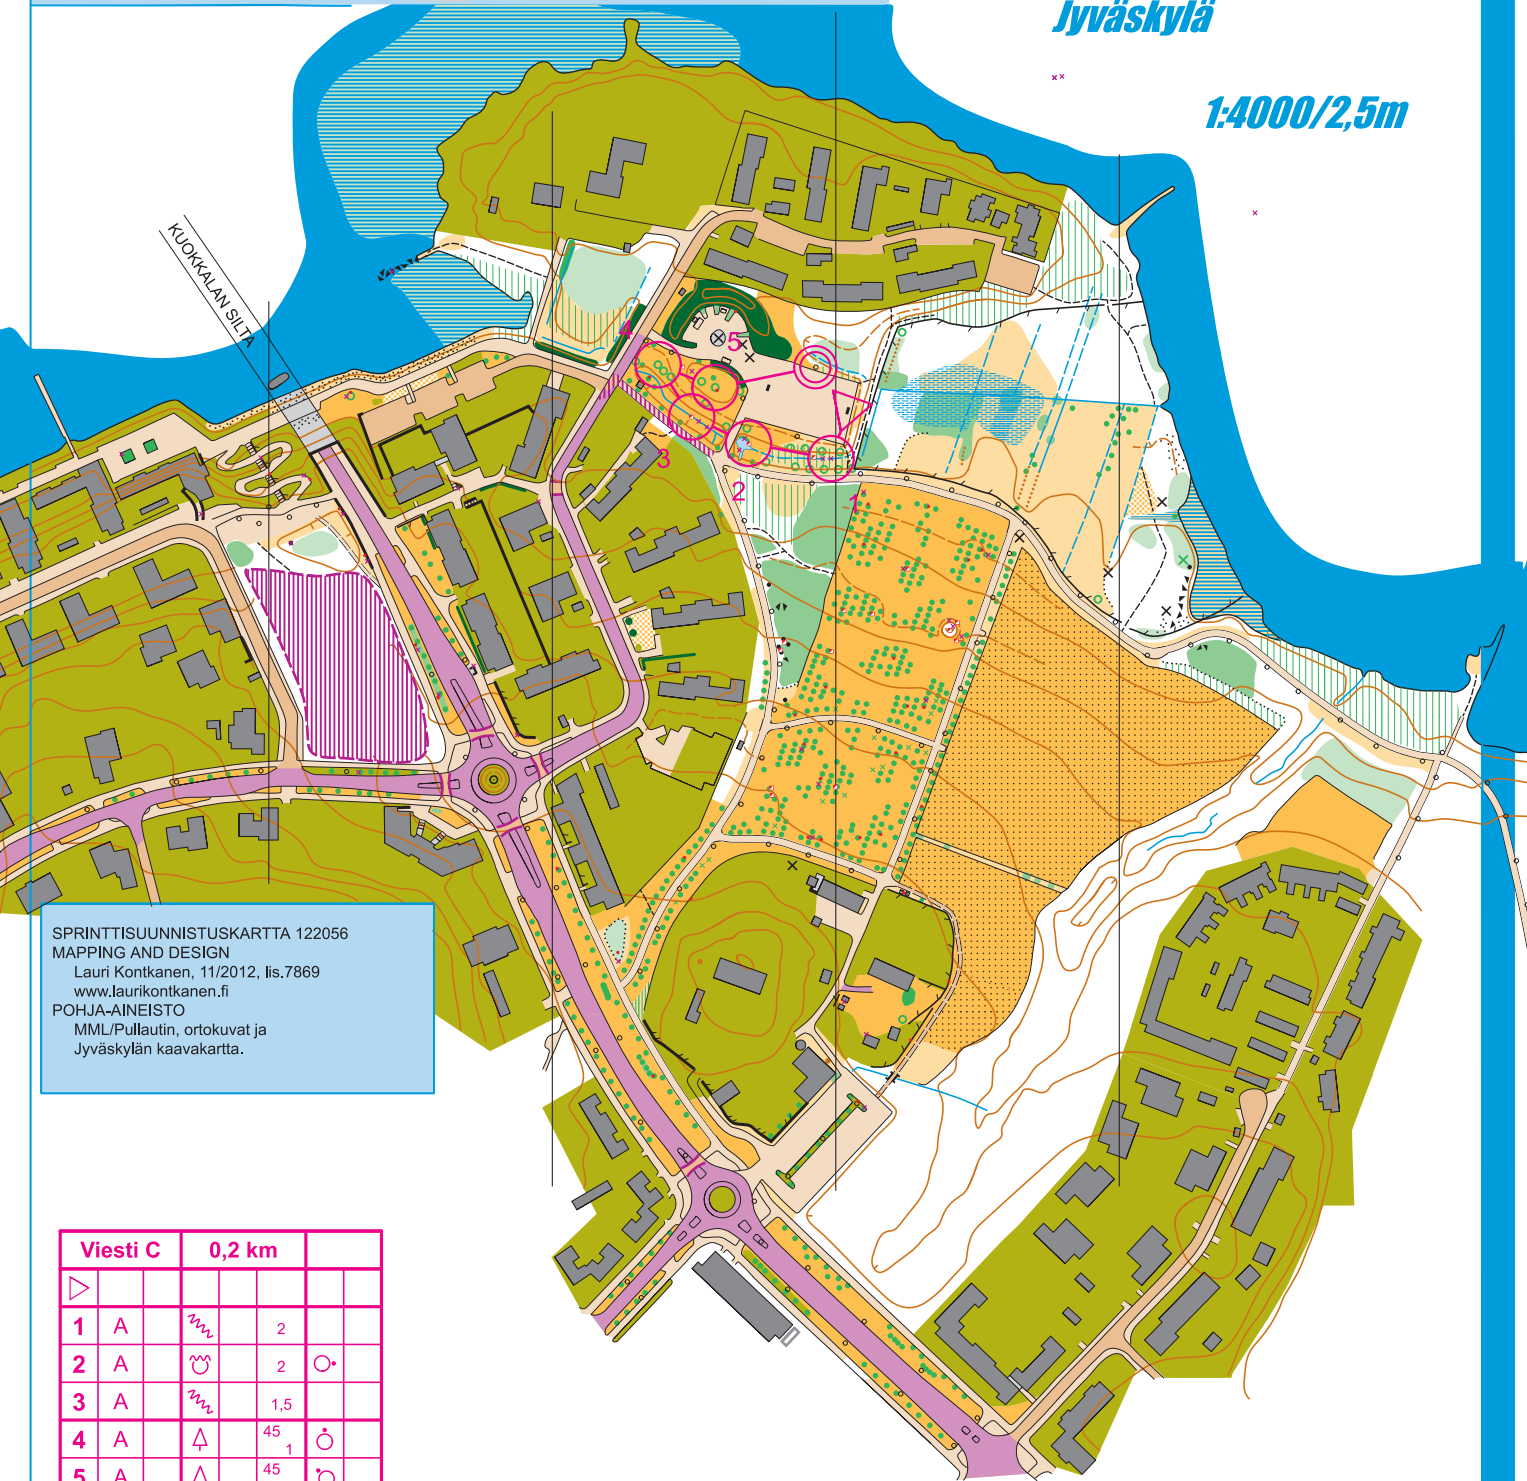 Jyväskylä
1:4000/2,5m
KUOKKALAN SILTA
4
5
3
2
1
SPRINTTISUUNNISTUSKARTTA 122056
MAPPING AND DESIGN
Lauri Kontkanen, 11/2012, lis.7869
www.laurikontkanen.fi
POHJA-AINEISTO
MML/Pullautin, ortokuvat ja
Jyväskylän kaavakartta.
Viesti C 0,2 km
1 A 2
2 A 2
3 A 1,5
4 A 45 1
5 A 45